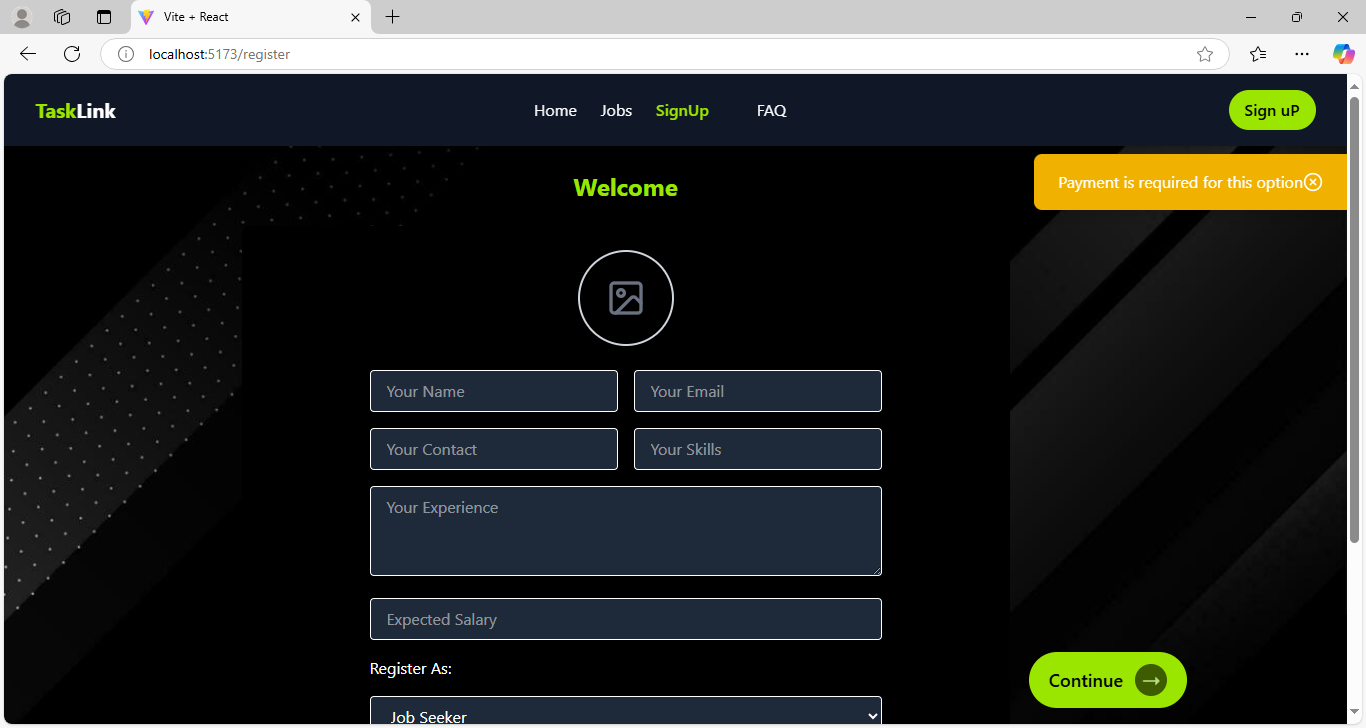 Vite + React
localhost:5173/register
TaskLink
Home Jobs SignUp FAQ
Sign uP
Payment is required for this option
Welcome
Your Name Your Email
Your Contact Your Skills
Your Experience
Expected Salary
Register As:
Continue
Job Seeker